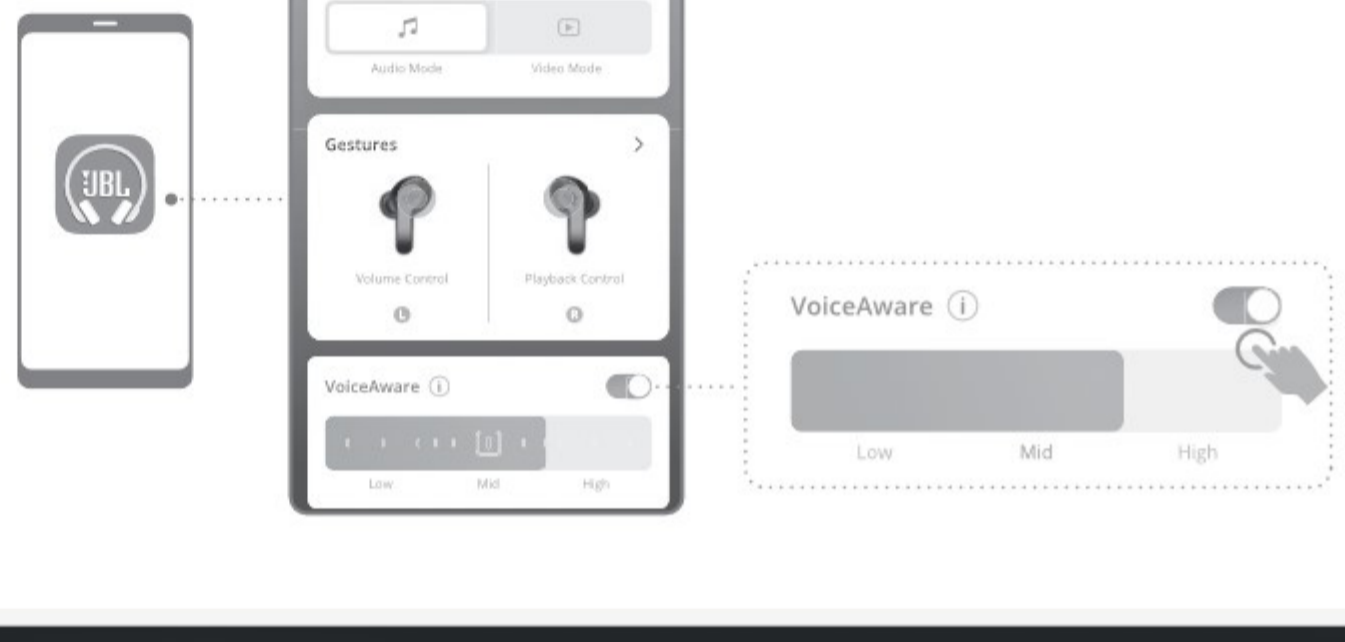 JBL
Audio Mode Video Mode
Gestures
Volume Control Playback Control
L R
VoiceAware i
Low Mid High
VoiceAware i
Low Mid High